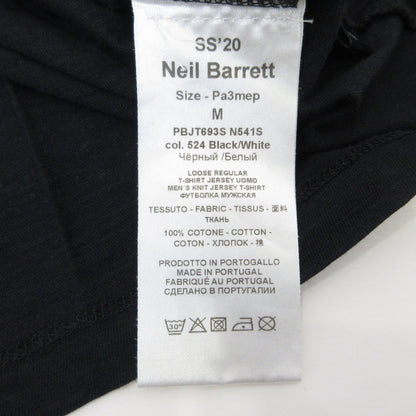 SS'20
Neil Barrett
Size - Pa3мep
M
PBJT693S N541S
col. 524 Black/White
Чёрный /Белый
LOOSE REGULAR
T-SHIRT JERSEY UOMO
MEN'S KNIT JERSEY T-SHIRT
ФУТБОЛКА МУЖСКАЯ
TESSUTO - FABRIC - TISSUS - 面料
ТКАНЬ
100% COTONE - COTTON -
COTON - ХЛОПОК - 棉
PRODOTTO IN PORTOGALLO
MADE IN PORTUGAL
FABRIQUÉ AU PORTUGAL
СДЕЛАНО В ПОРТУГАЛИИ
30°